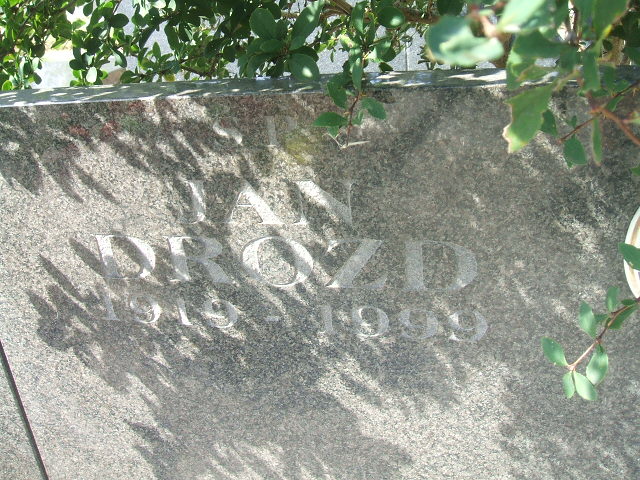 S. P.
JAN
DROZD
1919 - 1999